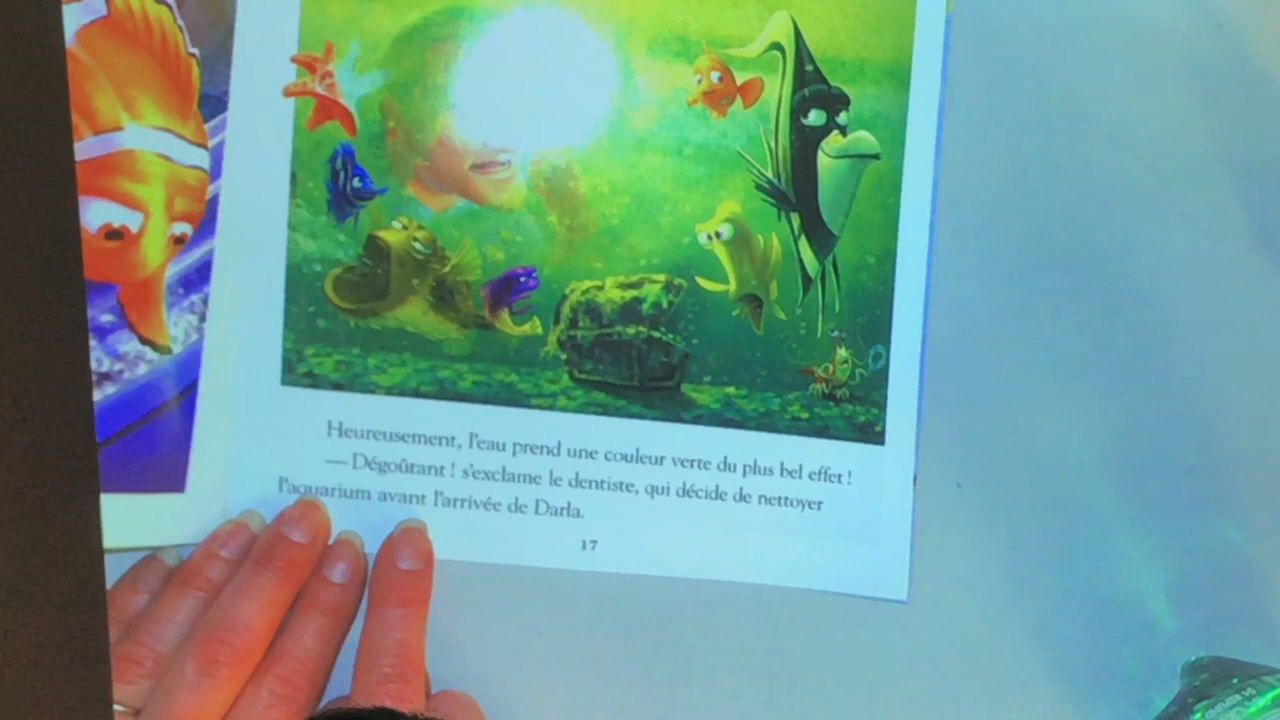 Heureusement, l'eau prend une couleur verte du plus bel effet !
— Dégoûtant ! s'exclame le dentiste, qui décide de nettoyer
l'aquarium avant l'arrivée de Darla.
17